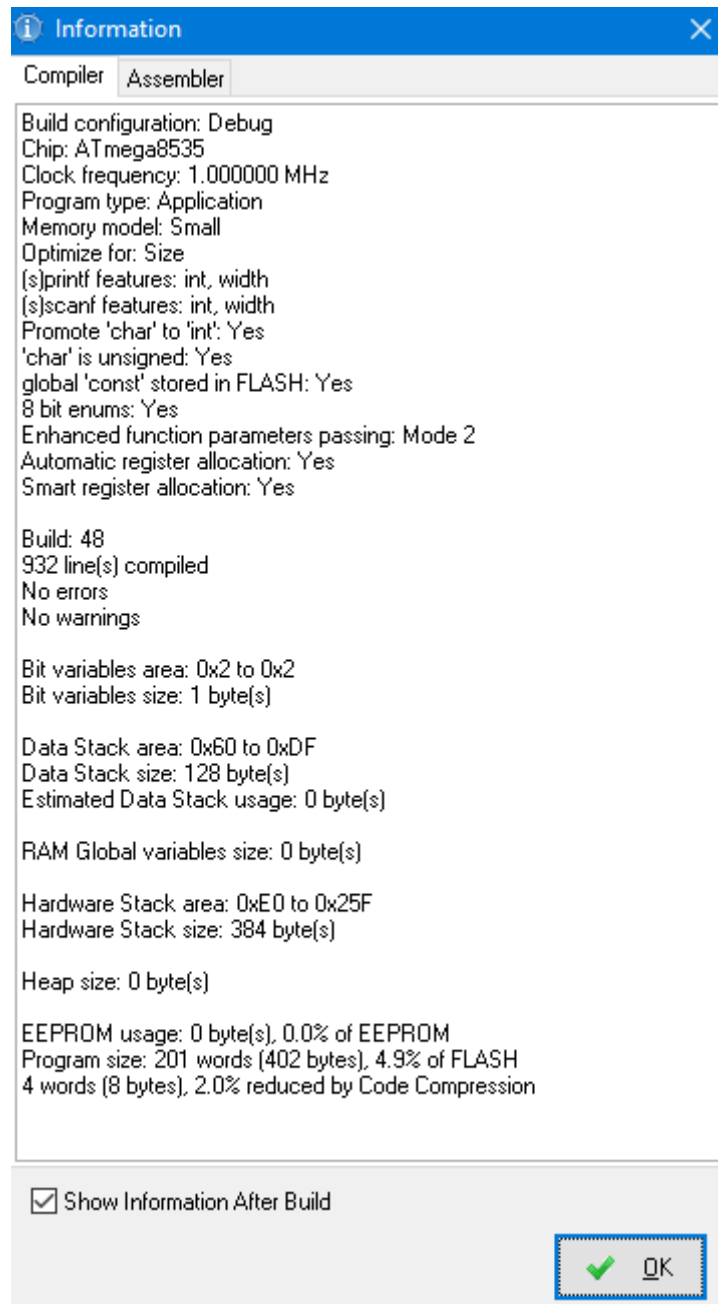 Information
Compiler
Assembler
Build configuration: Debug
Chip: ATmega8535
Clock frequency: 1.000000 MHz
Program type: Application
Memory model: Small
Optimize for: Size
(s)printf features: int, width
(s)scanf features: int, width
Promote 'char' to 'int': Yes
'char' is unsigned: Yes
global 'const' stored in FLASH: Yes
8 bit enums: Yes
Enhanced function parameters passing: Mode 2
Automatic register allocation: Yes
Smart register allocation: Yes
Build: 48
932 line(s) compiled
No errors
No warnings
Bit variables area: 0x2 to 0x2
Bit variables size: 1 byte(s)
Data Stack area: 0x60 to 0xDF
Data Stack size: 128 byte(s)
Estimated Data Stack usage: 0 byte(s)
RAM Global variables size: 0 byte(s)
Hardware Stack area: 0xE0 to 0x25F
Hardware Stack size: 384 byte(s)
Heap size: 0 byte(s)
EEPROM usage: 0 byte(s), 0.0% of EEPROM
Program size: 201 words (402 bytes), 4.9% of FLASH
4 words (8 bytes), 2.0% reduced by Code Compression
Show Information After Build
OK